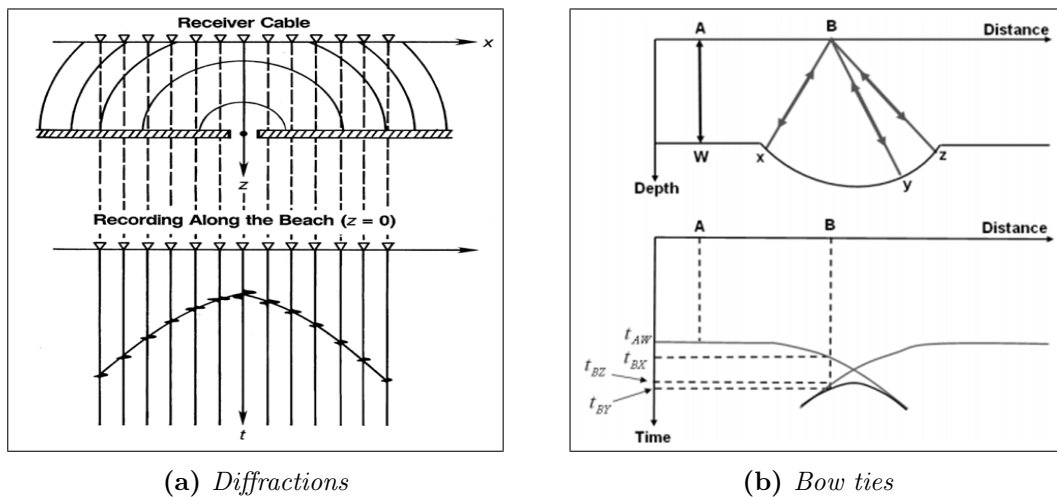 Receiver Cable
x
z
Recording Along the Beach (z = 0)
t
(a) Diffractions
A B Distance
W x y z
Depth
A B Distance
t_AW
t_BX
t_BZ
t_BY
Time
(b) Bow ties